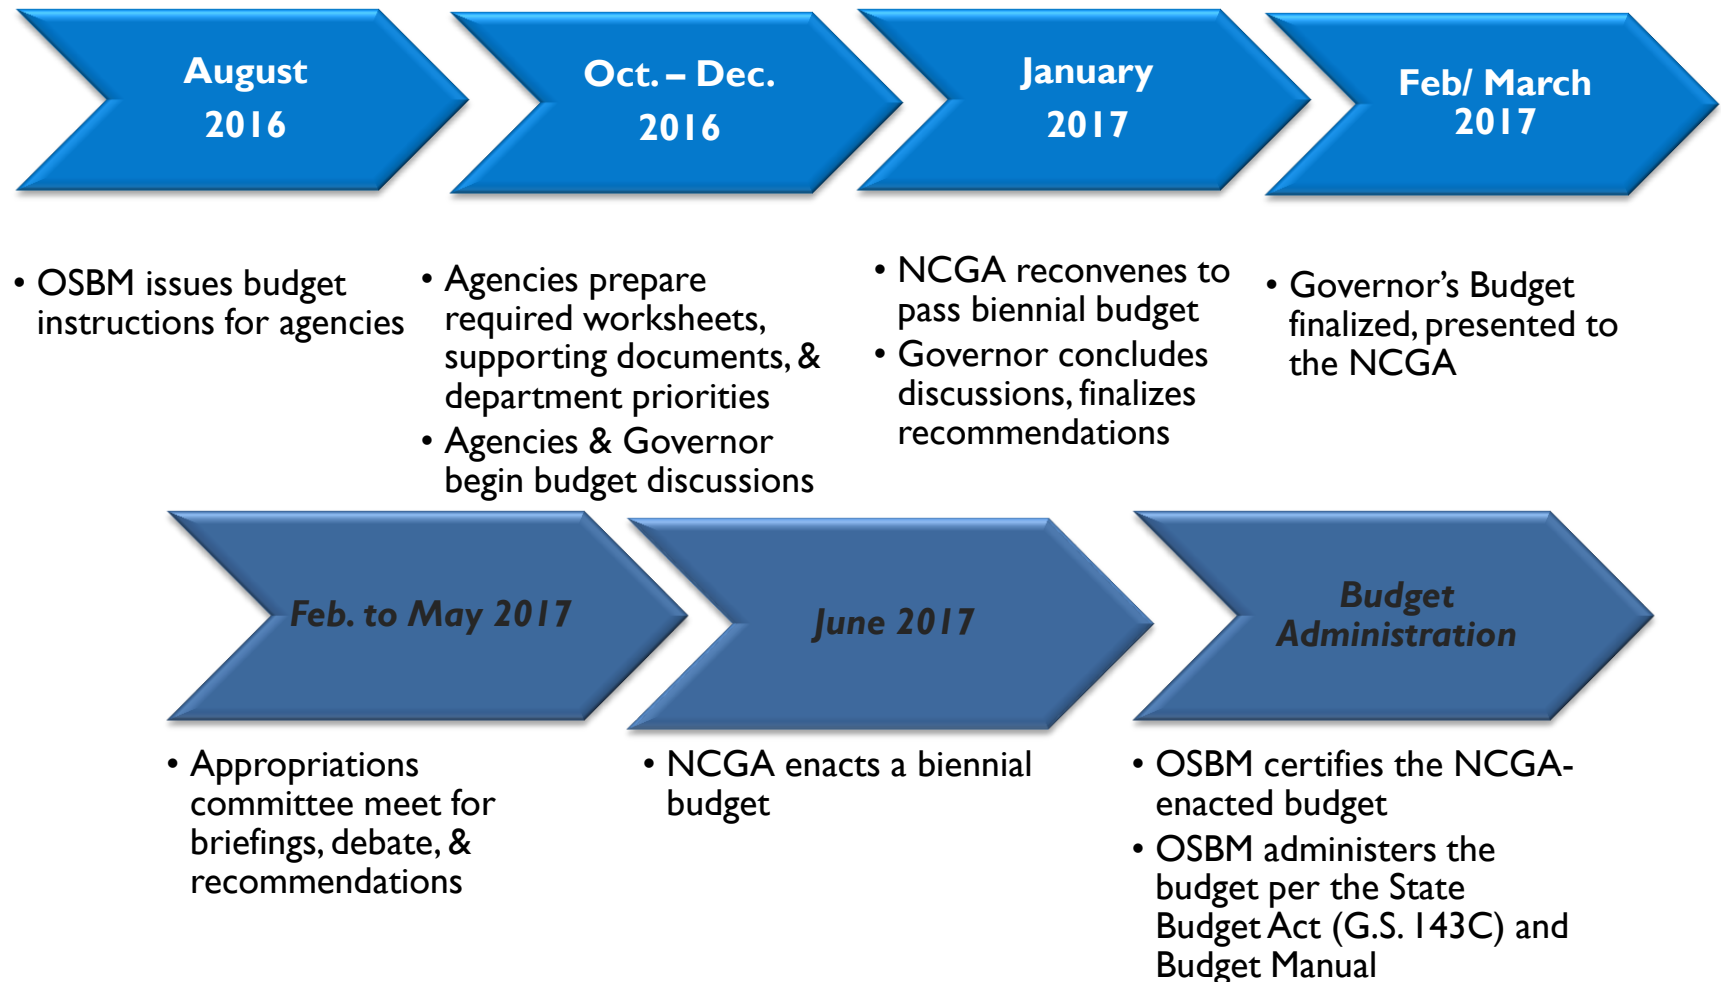 August
2016
Oct. – Dec.
2016
January
2017
Feb/ March
2017
• OSBM issues budget
instructions for agencies
• Agencies prepare
required worksheets,
supporting documents, &
department priorities
• Agencies & Governor
begin budget discussions
• NCGA reconvenes to
pass biennial budget
• Governor concludes
discussions, finalizes
recommendations
• Governor’s Budget
finalized, presented to
the NCGA
Feb. to May 2017
June 2017
Budget
Administration
• Appropriations
committee meet for
briefings, debate, &
recommendations
• NCGA enacts a biennial
budget
• OSBM certifies the NCGA-
enacted budget
• OSBM administers the
budget per the State
Budget Act (G.S. 143C) and
Budget Manual